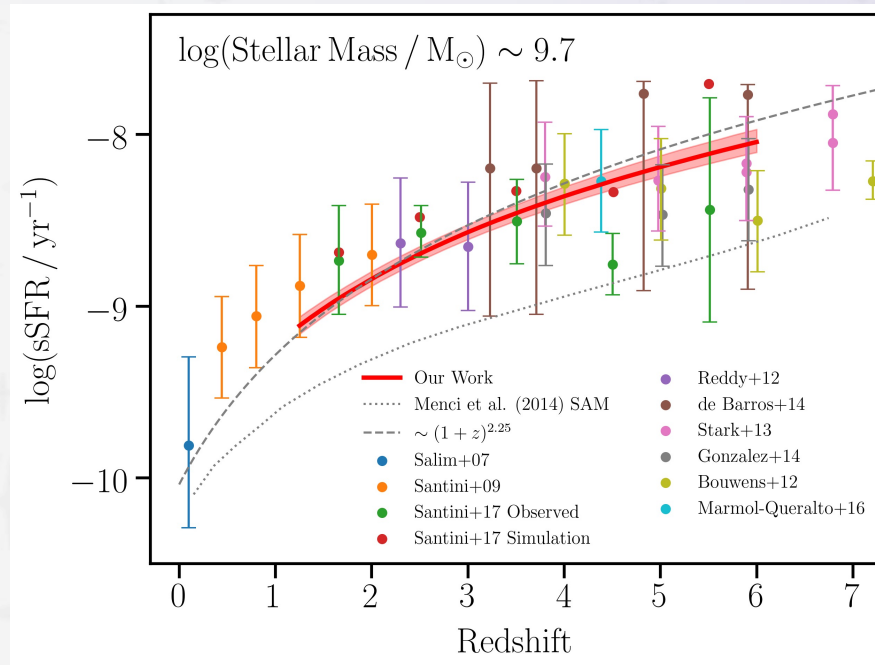 log(Stellar Mass / M⊙) ∼ 9.7
log(sSFR / yr⁻¹)
−8
−9
−10
Our Work
Menci et al. (2014) SAM
∼ (1 + z)^2.25
Salim+07
Santini+09
Santini+17 Observed
Santini+17 Simulation
Reddy+12
de Barros+14
Stark+13
Gonzalez+14
Bouwens+12
Marmol-Queralto+16
0 1 2 3 4 5 6 7
Redshift